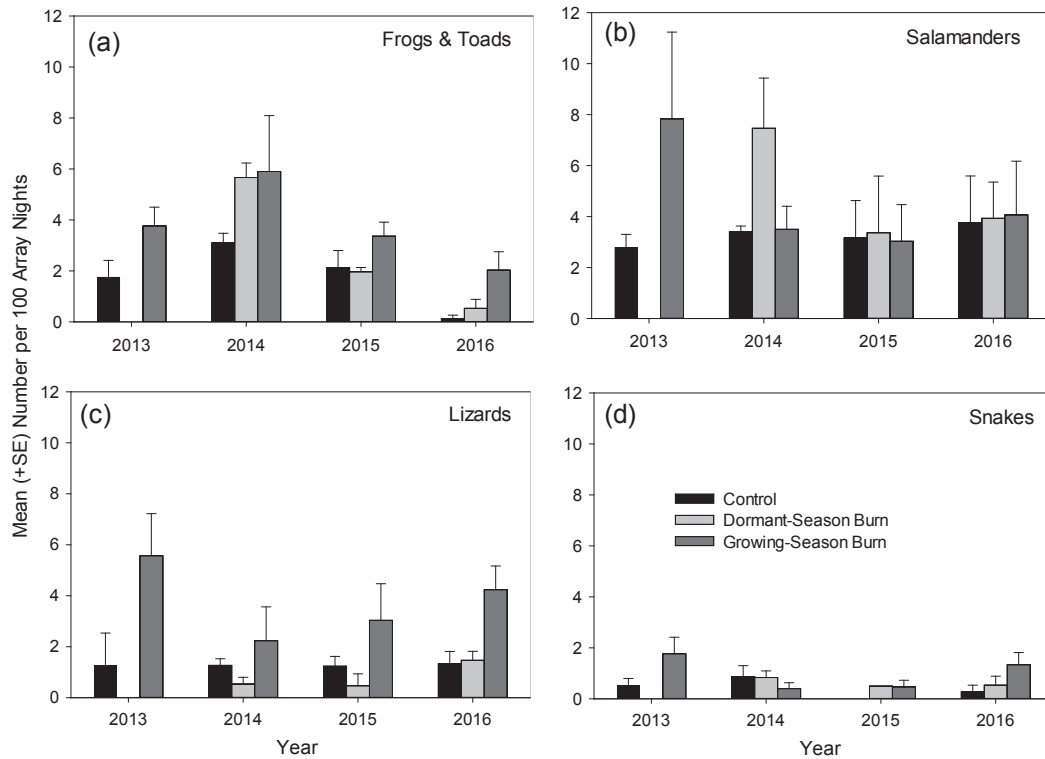 Mean (+SE) Number per 100 Array Nights
(a)
Frogs & Toads
12
10
8
6
4
2
0
2013 2014 2015 2016
(b)
Salamanders
12
10
8
6
4
2
0
2013 2014 2015 2016
(c)
Lizards
12
10
8
6
4
2
0
2013 2014 2015 2016
Year
(d)
Snakes
12
10
8
6
4
2
0
Control
Dormant-Season Burn
Growing-Season Burn
2013 2014 2015 2016
Year